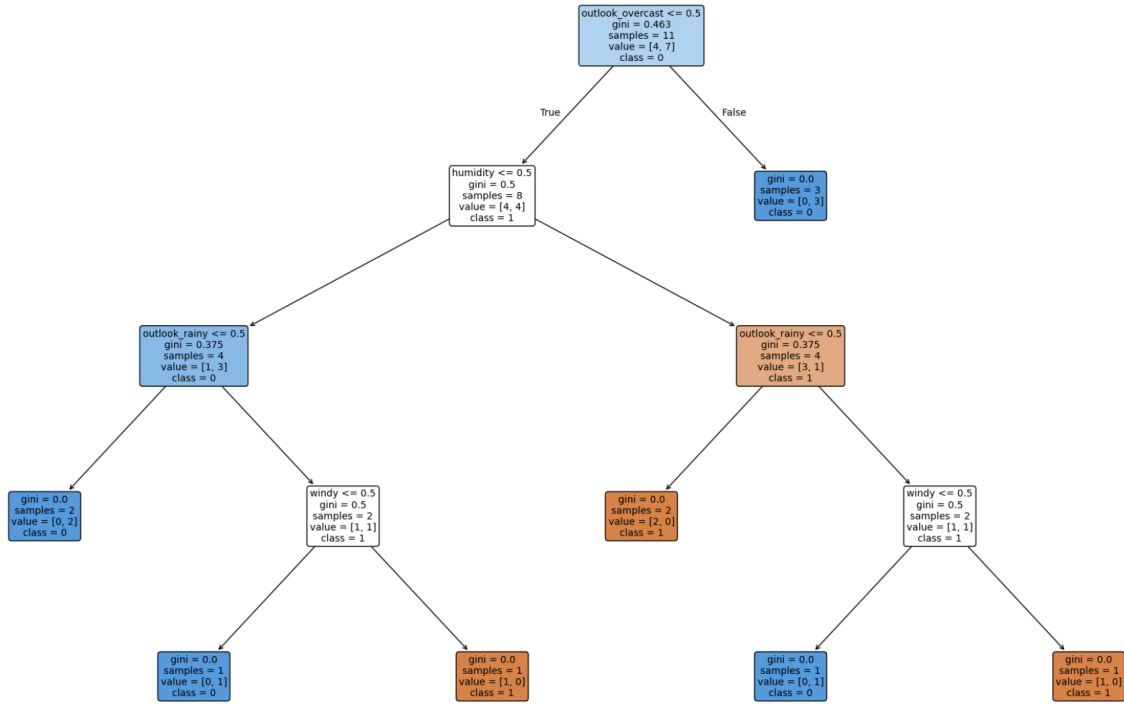 outlook_overcast <= 0.5
gini = 0.463
samples = 11
value = [4, 7]
class = 0
True
False
humidity <= 0.5
gini = 0.5
samples = 8
value = [4, 4]
class = 1
gini = 0.0
samples = 3
value = [0, 3]
class = 0
outlook_rainy <= 0.5
gini = 0.375
samples = 4
value = [1, 3]
class = 0
outlook_rainy <= 0.5
gini = 0.375
samples = 4
value = [3, 1]
class = 1
gini = 0.0
samples = 2
value = [0, 2]
class = 0
windy <= 0.5
gini = 0.5
samples = 2
value = [1, 1]
class = 1
gini = 0.0
samples = 2
value = [2, 0]
class = 1
windy <= 0.5
gini = 0.5
samples = 2
value = [1, 1]
class = 1
gini = 0.0
samples = 1
value = [0, 1]
class = 0
gini = 0.0
samples = 1
value = [1, 0]
class = 1
gini = 0.0
samples = 1
value = [0, 1]
class = 0
gini = 0.0
samples = 1
value = [1, 0]
class = 1